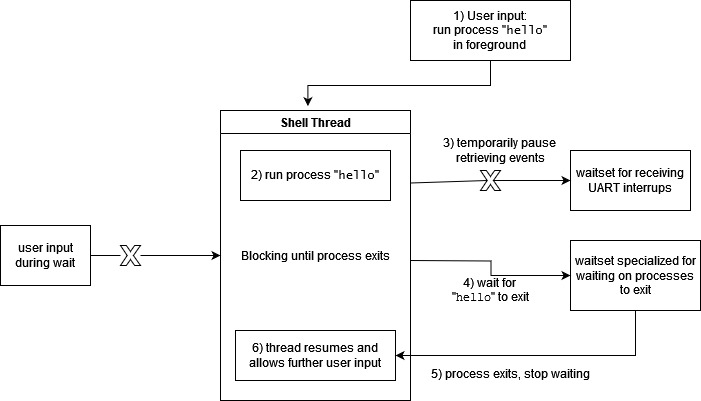 1) User input:
run process "hello"
in foreground
Shell Thread
2) run process "hello"
3) temporarily pause
retrieving events
waitset for receiving
UART interrups
user input
during wait
Blocking until process exits
4) wait for
"hello" to exit
waitset specialized for
waiting on processes
to exit
6) thread resumes and
allows further user input
5) process exits, stop waiting